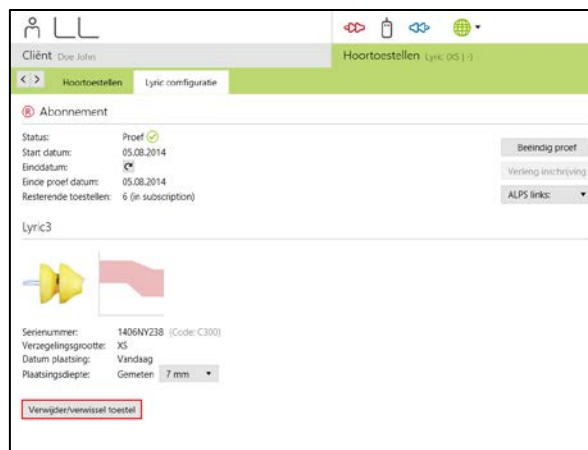 Cliënt Doe John
Hoortoestellen Lyric (XS | -)
Hoortoestellen Lyric configuratie
® Abonnement
Status: Proef
Start datum: 05.08.2014
Einddatum:
Einde proef datum: 05.08.2014
Resterende toestellen: 6 (in subscription)
Beeindig proef
Verleng inschrijving
ALPS links:
Lyric3
Serienummer: 1406NY238 (Code: C300)
Verzegelingsgrootte: XS
Datum plaatsing: Vandaag
Plaatsingsdiepte: Gemeten 7 mm
Verwijder/verwissel toestel